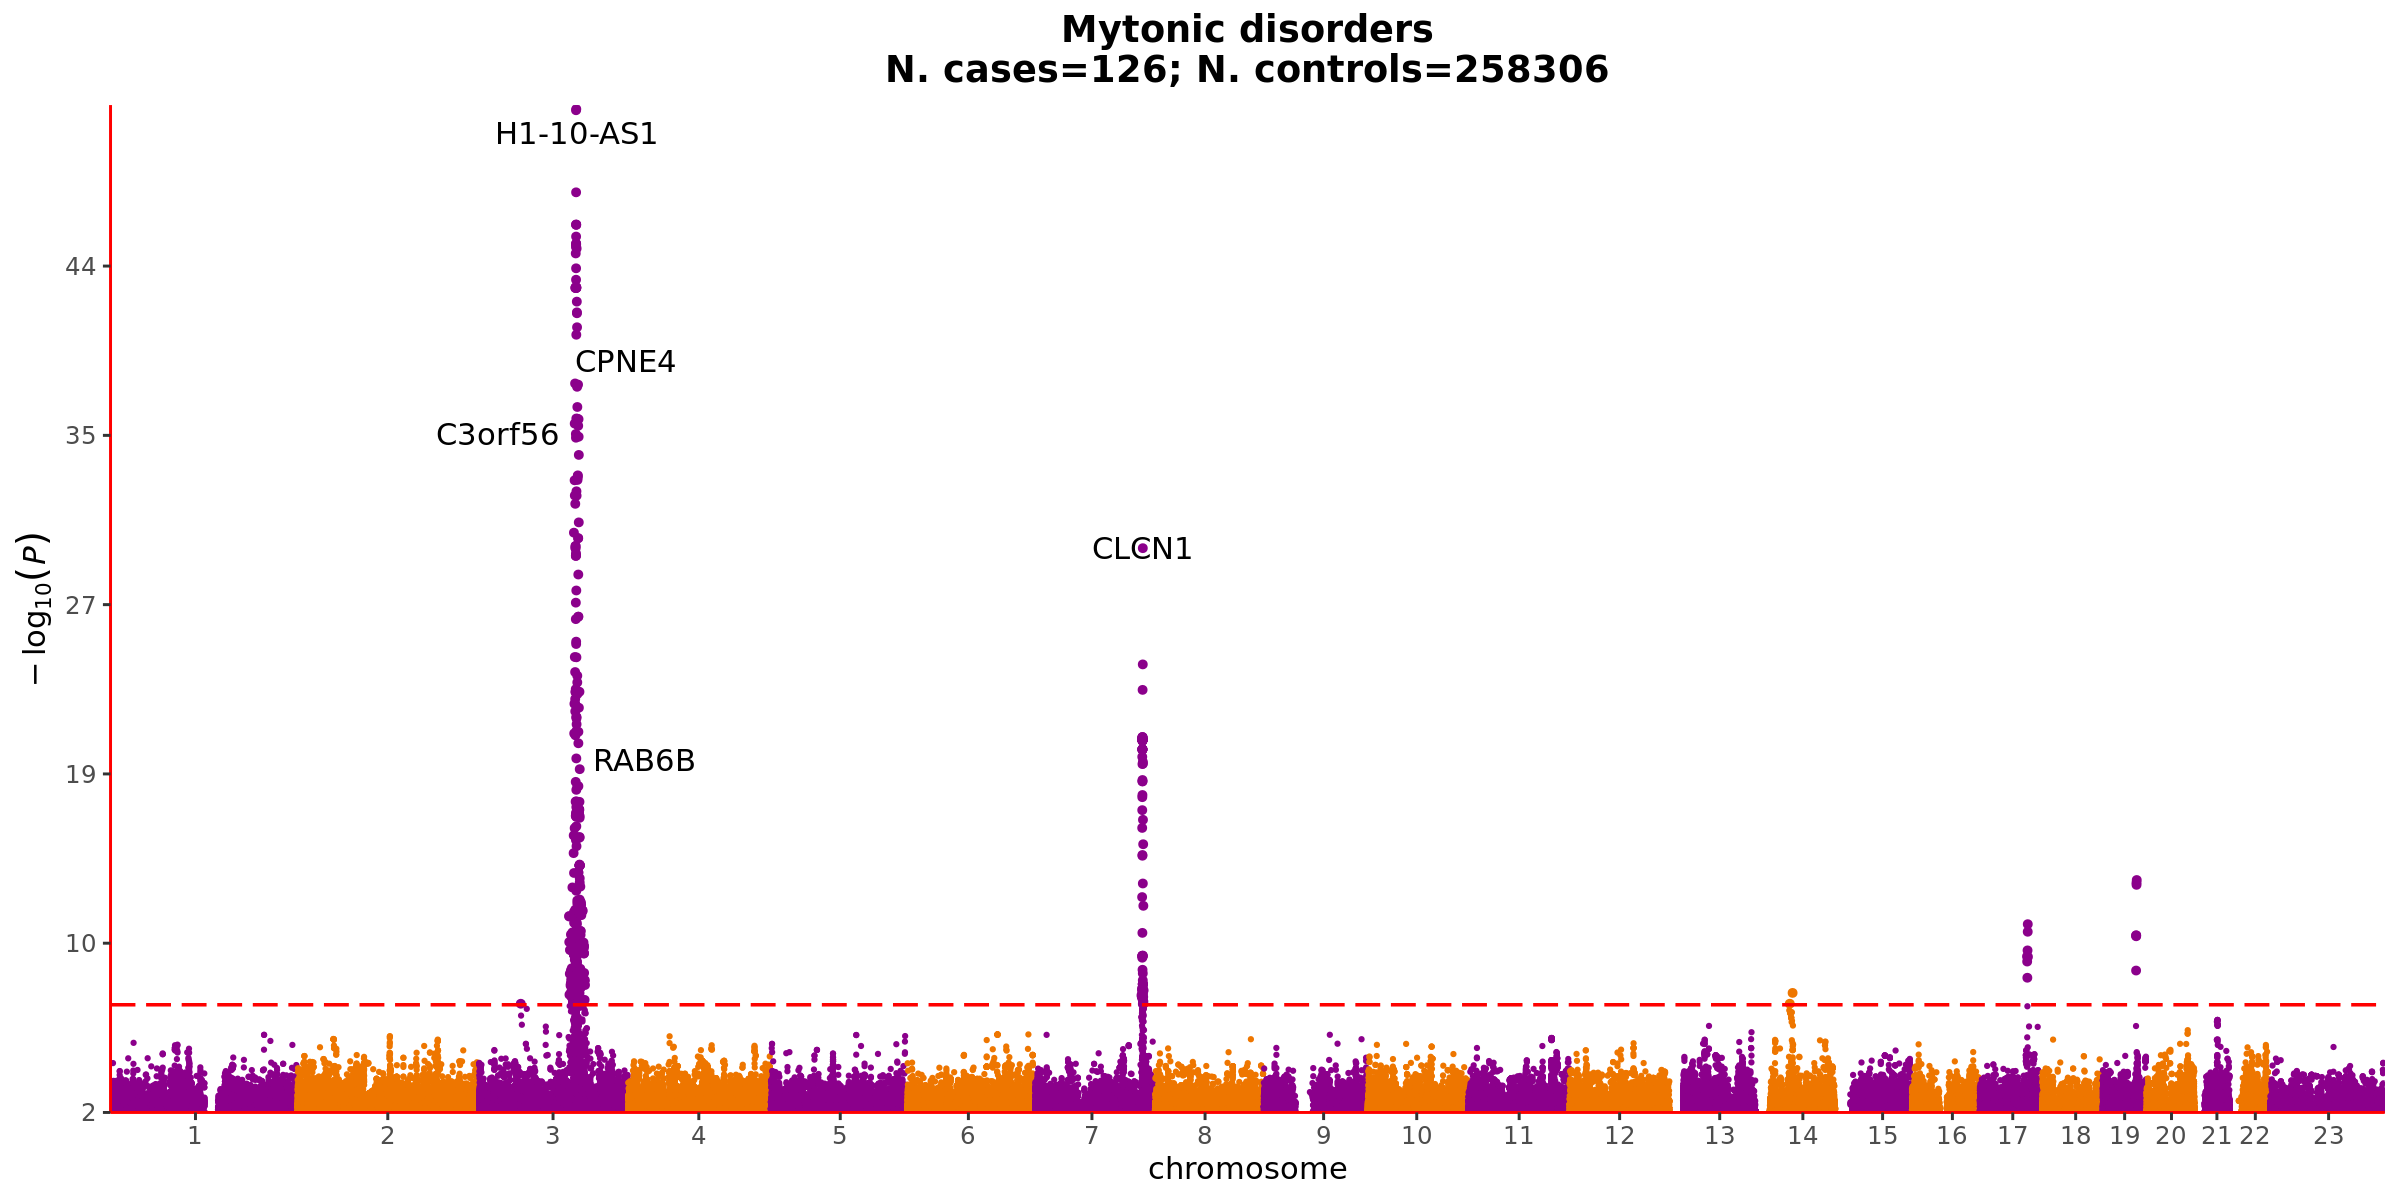 Mytonic disorders
N. cases=126; N. controls=258306
H1-10-AS1
44
CPNE4
C3orf56
35
CLCN1
−log10(P)
27
RAB6B
19
10
2
1 2 3 4 5 6 7 8 9 10 11 12 13 14 15 16 17 18 19 20 21 22 23
chromosome